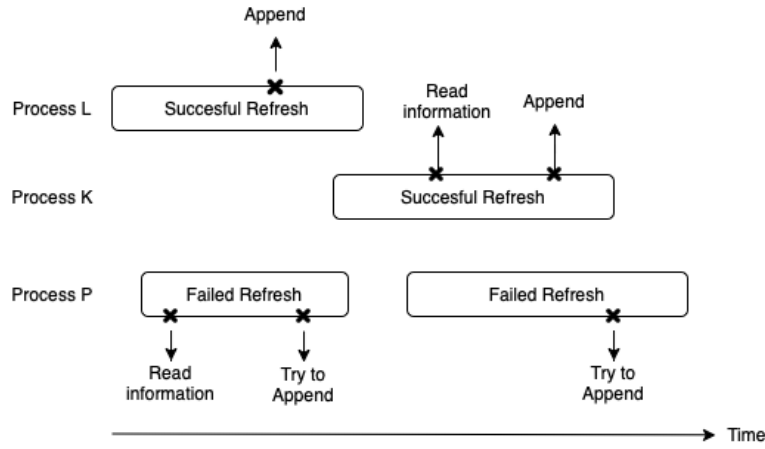 Append
Process L
Succesful Refresh
Read
information
Append
Process K
Succesful Refresh
Process P
Failed Refresh
Failed Refresh
Read
information
Try to
Append
Try to
Append
Time